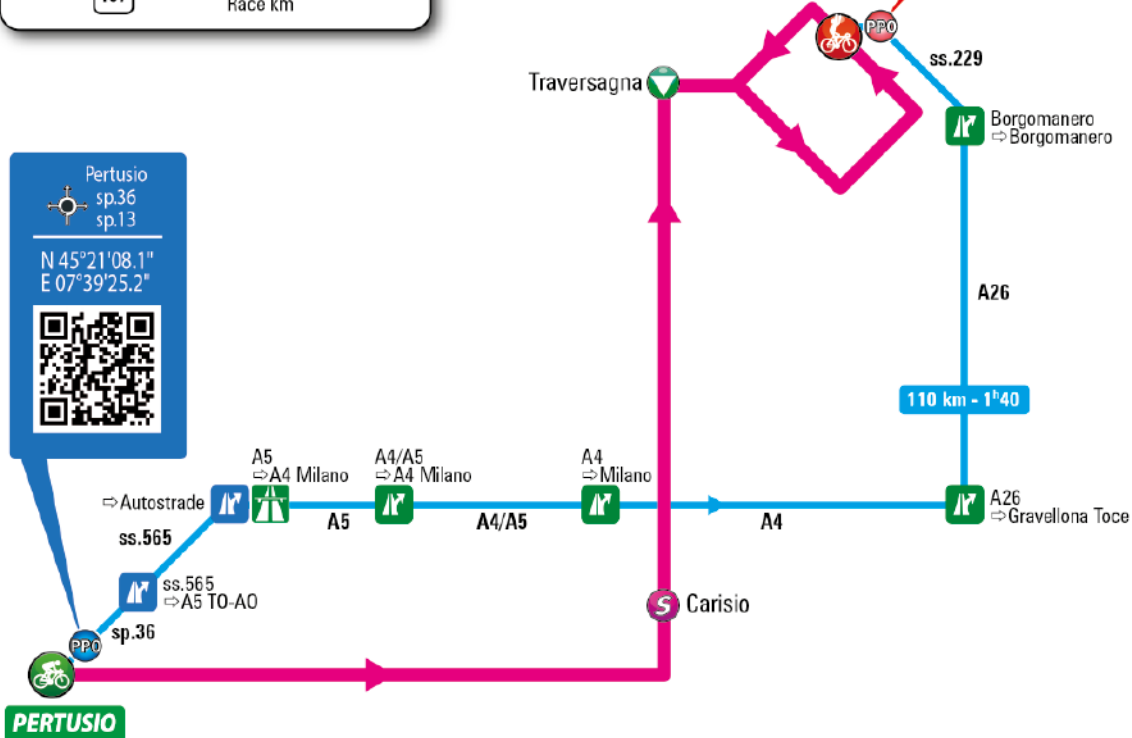 Race km
PPO
ss.229
Traversagna
Borgomanero
⇨Borgomanero
Pertusio
sp.36
sp.13
N 45°21'08.1"
E 07°39'25.2"
A26
110 km - 1ʰ40
A5
⇨A4 Milano
A4/A5
⇨A4 Milano
A4
⇨Milano
⇨Autostrade
A26
⇨Gravellona Toce
A5
A4/A5
A4
ss.565
ss.565
⇨A5 TO-AO
S
Carisio
sp.36
PPO
PERTUSIO